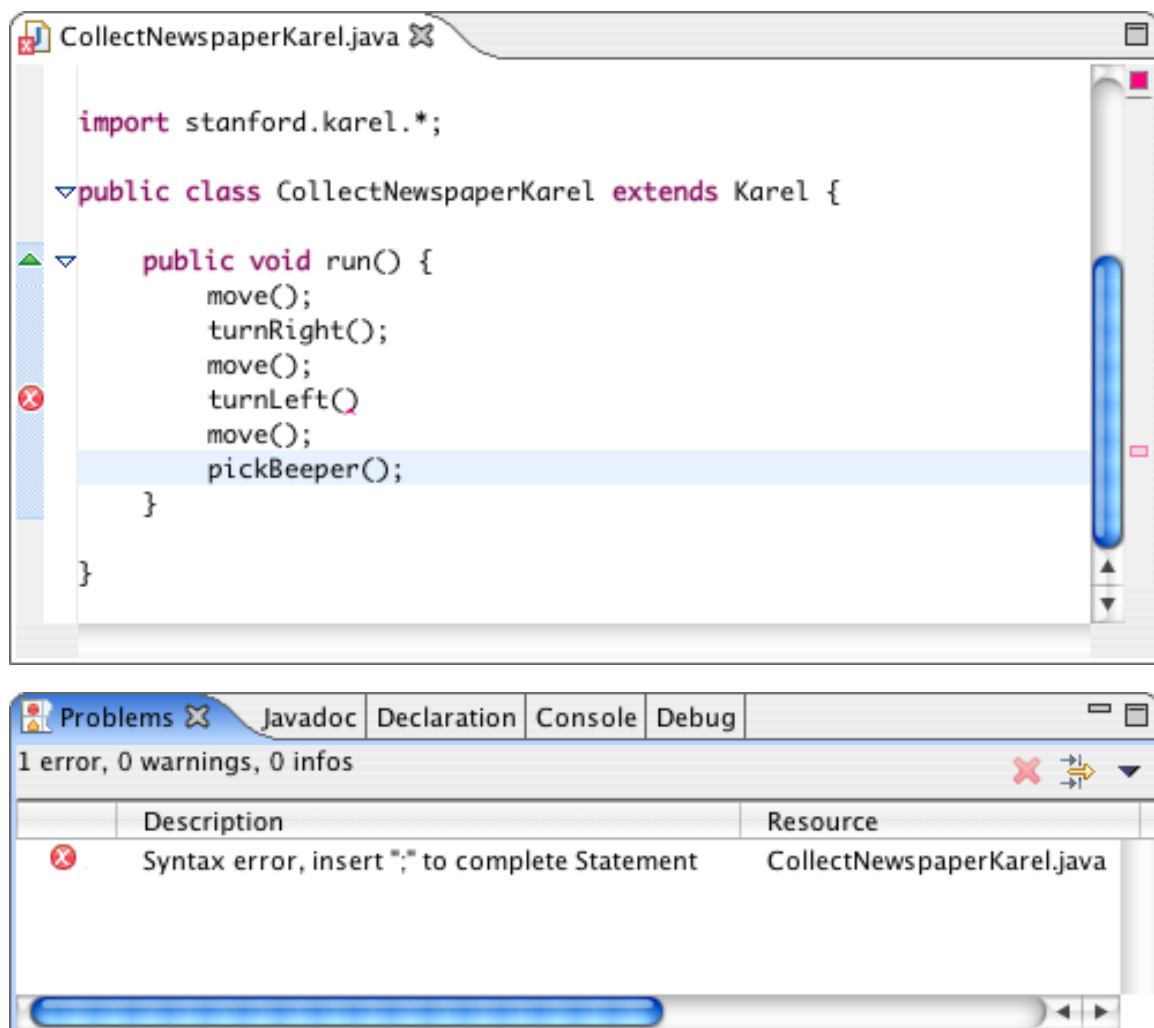 CollectNewspaperKarel.java
import stanford.karel.*;
public class CollectNewspaperKarel extends Karel {
public void run() {
move();
turnRight();
move();
turnLeft()
move();
pickBeeper();
}
}
Problems Javadoc Declaration Console Debug
1 error, 0 warnings, 0 infos
Description Resource
Syntax error, insert ";" to complete Statement CollectNewspaperKarel.java